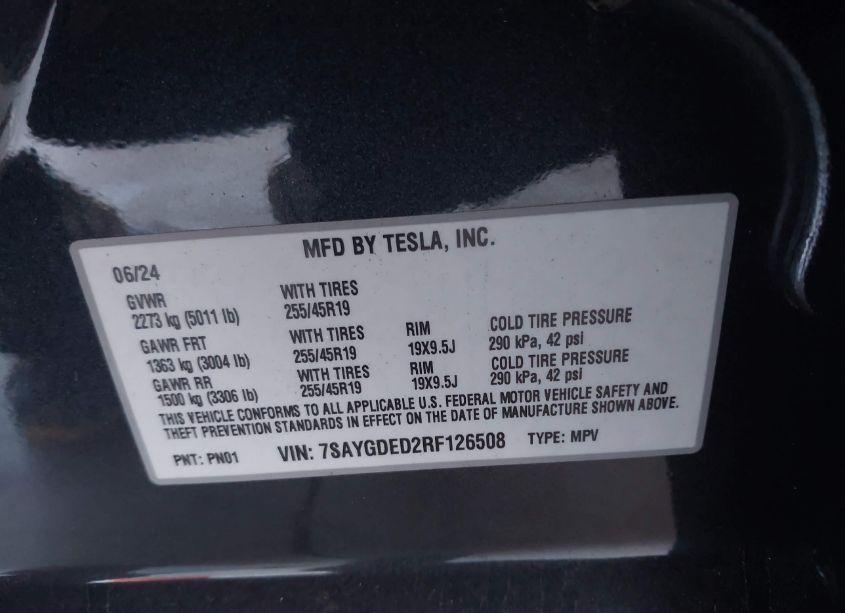 MFD BY TESLA, INC.
06/24
GVWR WITH TIRES
2273 kg (5011 lb) 255/45R19
GAWR FRT WITH TIRES RIM COLD TIRE PRESSURE
1363 kg (3004 lb) 255/45R19 19X9.5J 290 kPa, 42 psi
GAWR RR WITH TIRES RIM COLD TIRE PRESSURE
1500 kg (3306 lb) 255/45R19 19X9.5J 290 kPa, 42 psi
THIS VEHICLE CONFORMS TO ALL APPLICABLE U.S. FEDERAL MOTOR VEHICLE SAFETY AND
THEFT PREVENTION STANDARDS IN EFFECT ON THE DATE OF MANUFACTURE SHOWN ABOVE.
PNT: PN01 VIN: 7SAYGDED2RF126508 TYPE: MPV